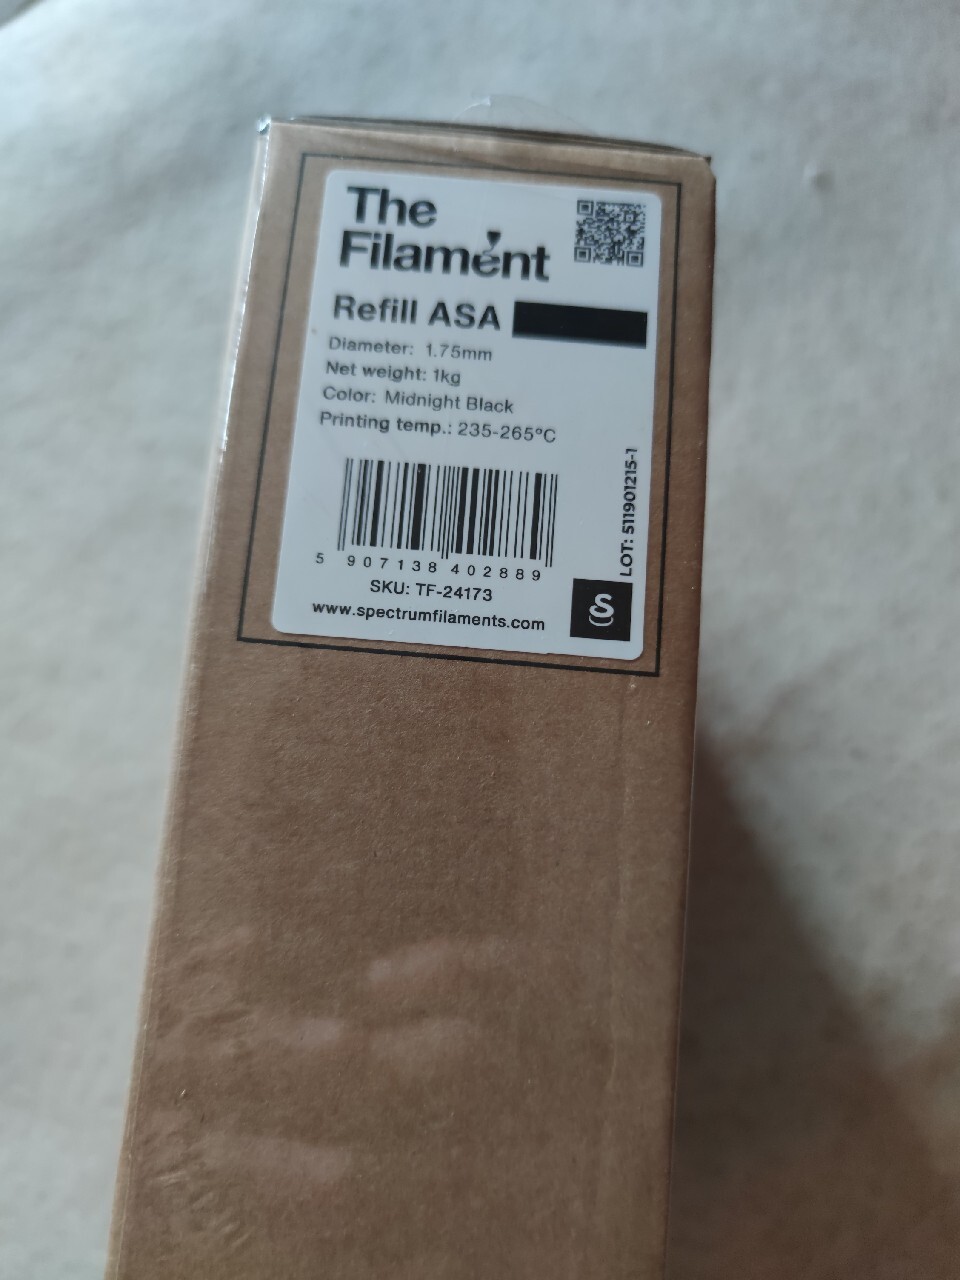 The
Filament
Refill ASA
Diameter: 1.75mm
Net weight: 1kg
Color: Midnight Black
Printing temp.: 235-265°C
5 907138 402889
SKU: TF-24173
www.spectrumfilaments.com
LOT: 511901215-1